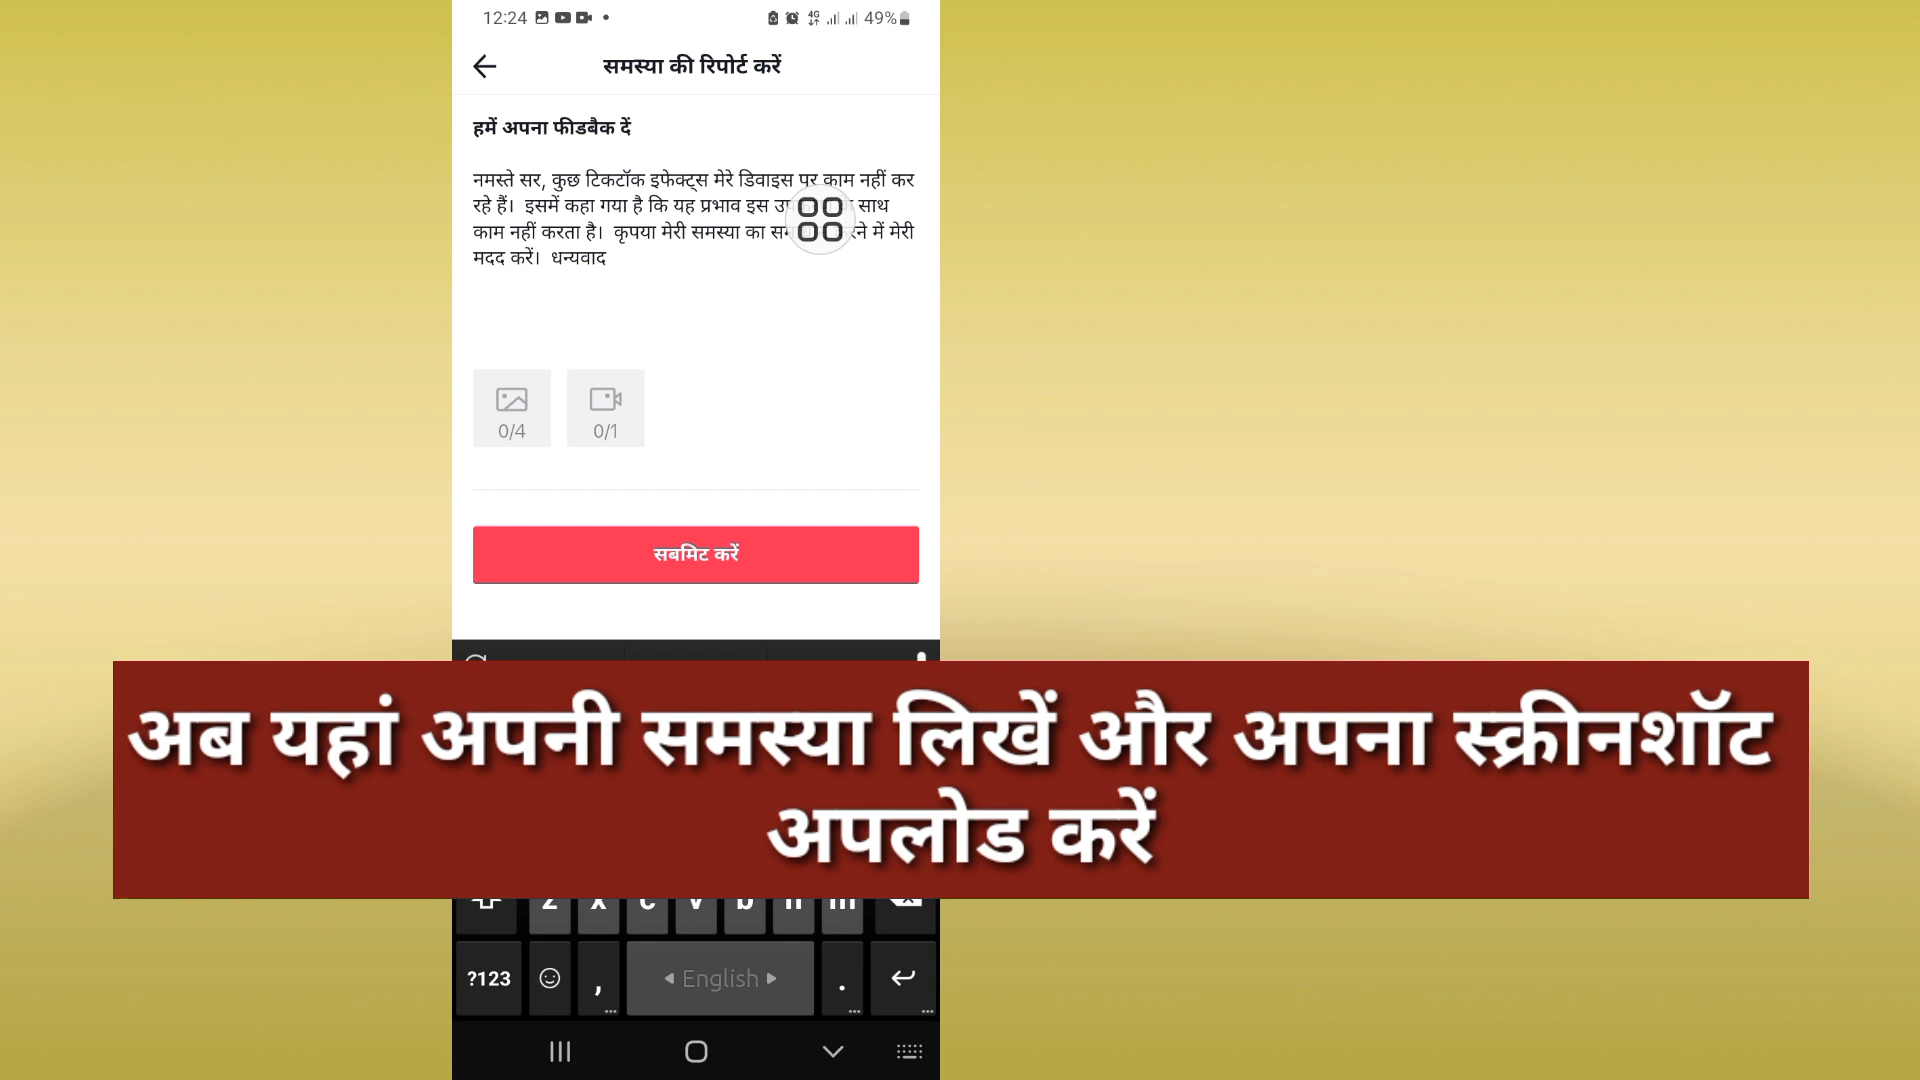 12:24
4G
49%
समस्या की रिपोर्ट करें
हमें अपना फीडबैक दें
नमस्ते सर, कुछ टिकटॉक इफेक्ट्स मेरे डिवाइस पर काम नहीं कर
रहे हैं। इसमें कहा गया है कि यह प्रभाव इस साथ
काम नहीं करता है। कृपया मेरी समस्या का में मेरी
मदद करें। धन्यवाद
0/4 0/1
सबमिट करें
अब यहां अपनी समस्या लिखें और अपना स्क्रीनशॉट
अपलोड करें
z x c v b n m
?123 , English .